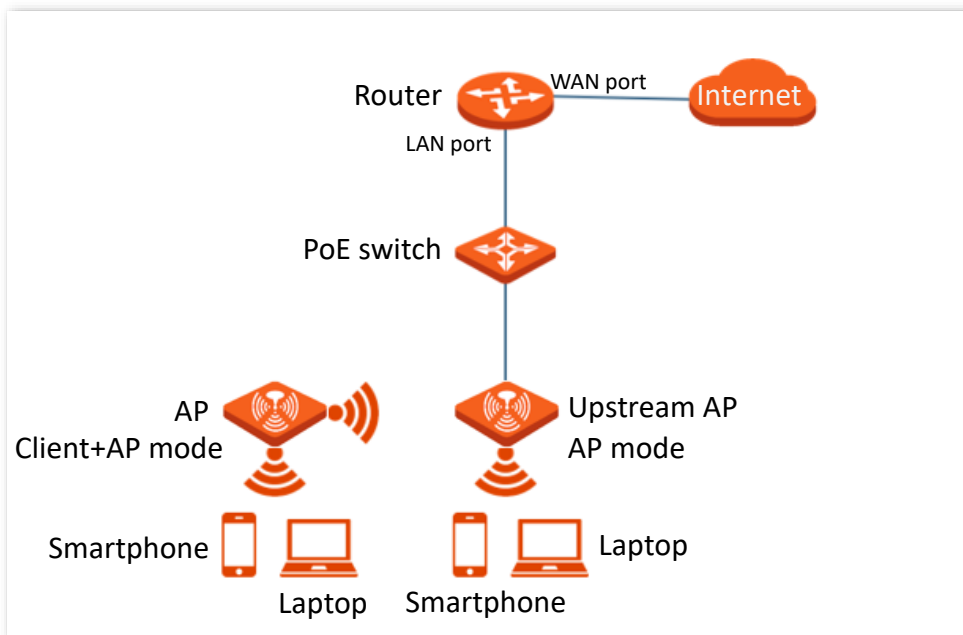 WAN port
Router
Internet
LAN port
PoE switch
AP
Client+AP mode
Upstream AP
AP mode
Smartphone
Laptop
Laptop
Smartphone